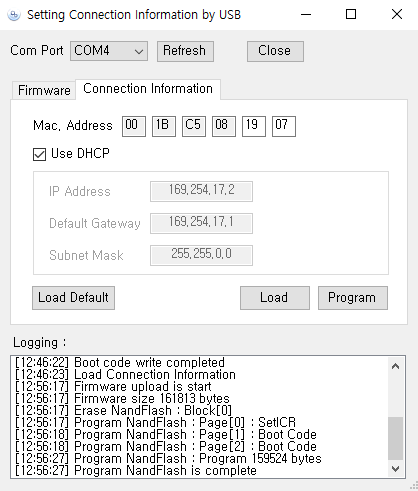 Setting Connection Information by USB
Com Port COM4 Refresh Close
Firmware Connection Information
Mac. Address 00 1B C5 08 19 07
Use DHCP
IP Address 169,254,17,2
Default Gateway 169,254,17,1
Subnet Mask 255,255,0,0
Load Default Load Program
Logging :
[12:46:22] Boot code write completed
[12:46:23] Load Connection Information
[12:56:17] Firmware upload is start
[12:56:17] Firmware size 161813 bytes
[12:56:17] Erase NandFlash : Block[0]
[12:56:17] Program NandFlash : Page[0] : SetICR
[12:56:18] Program NandFlash : Page[1] : Boot Code
[12:56:18] Program NandFlash : Page[2] : Boot Code
[12:56:27] Program NandFlash : Program 159524 bytes
[12:56:27] Program NandFlash is complete